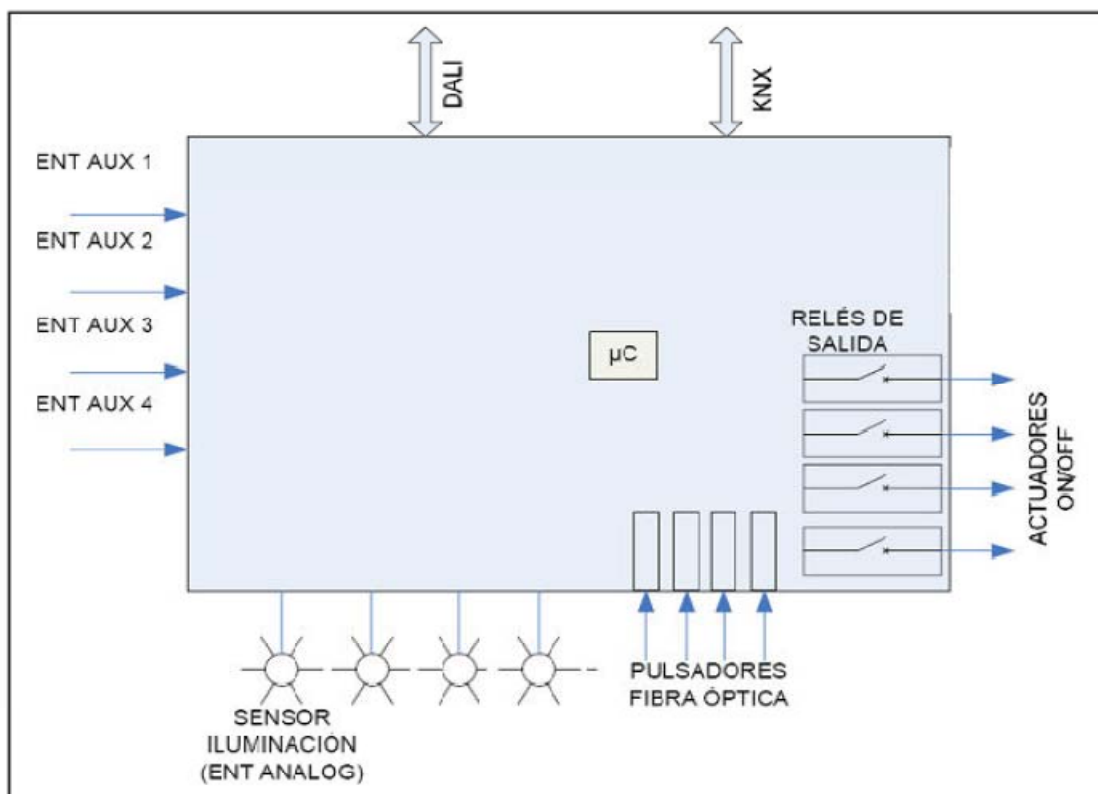 DALI
KNX
ENT AUX 1
ENT AUX 2
ENT AUX 3
ENT AUX 4
µC
RELÉS DE
SALIDA
ACTUADORES
ON/OFF
PULSADORES
FIBRA ÓPTICA
SENSOR
ILUMINACIÓN
(ENT ANALOG)